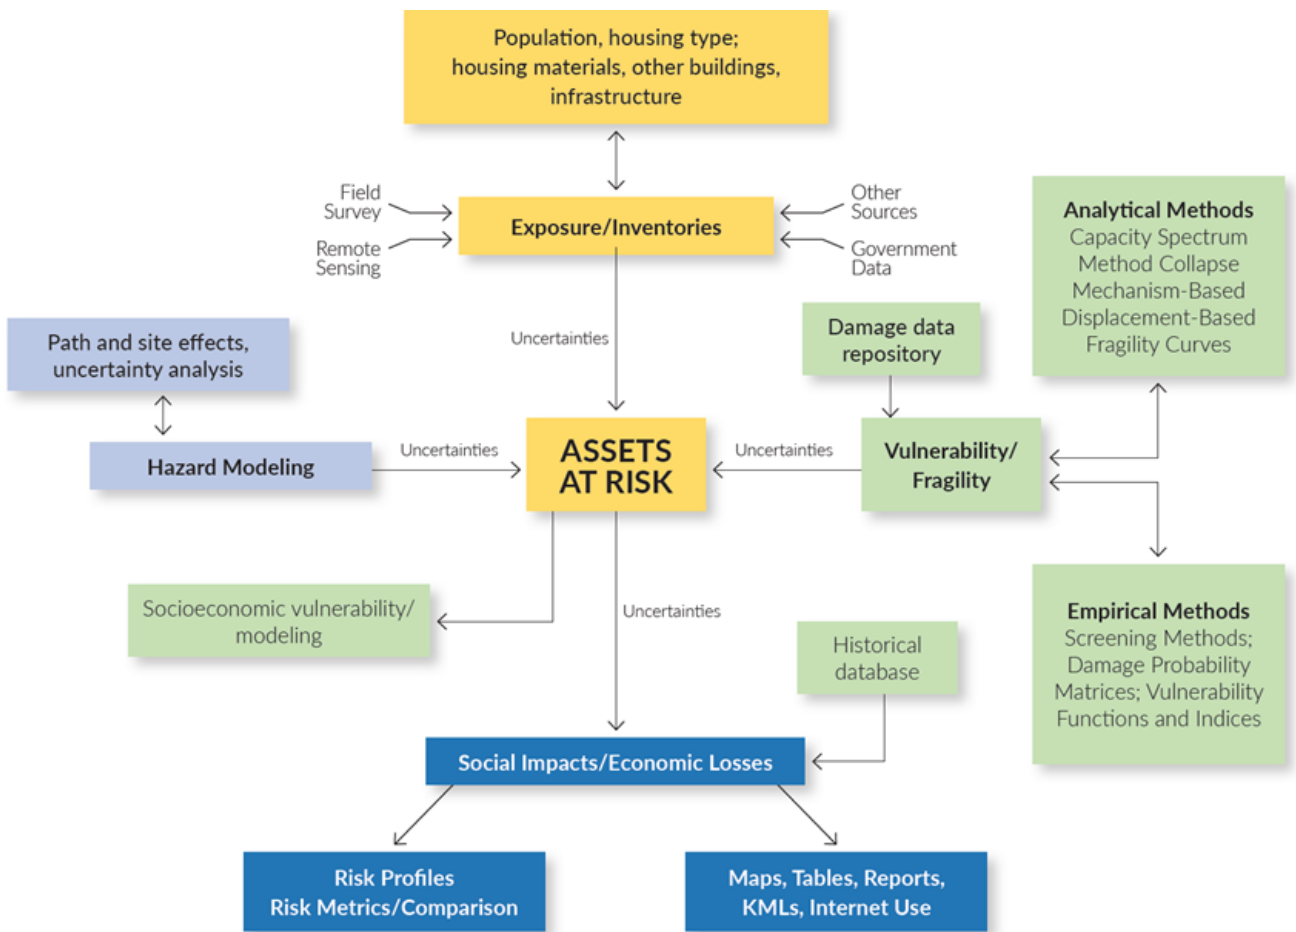 Population, housing type;
housing materials, other buildings,
infrastructure
Field
Survey
Remote
Sensing
Exposure/Inventories
Other
Sources
Government
Data
Analytical Methods
Capacity Spectrum
Method Collapse
Mechanism-Based
Displacement-Based
Fragility Curves
Uncertainties
Damage data
repository
Path and site effects,
uncertainty analysis
Hazard Modeling
Uncertainties
ASSETS
AT RISK
Uncertainties
Vulnerability/
Fragility
Socioeconomic vulnerability/
modeling
Uncertainties
Historical
database
Empirical Methods
Screening Methods;
Damage Probability
Matrices; Vulnerability
Functions and Indices
Social Impacts/Economic Losses
Risk Profiles
Risk Metrics/Comparison
Maps, Tables, Reports,
KMLs, Internet Use